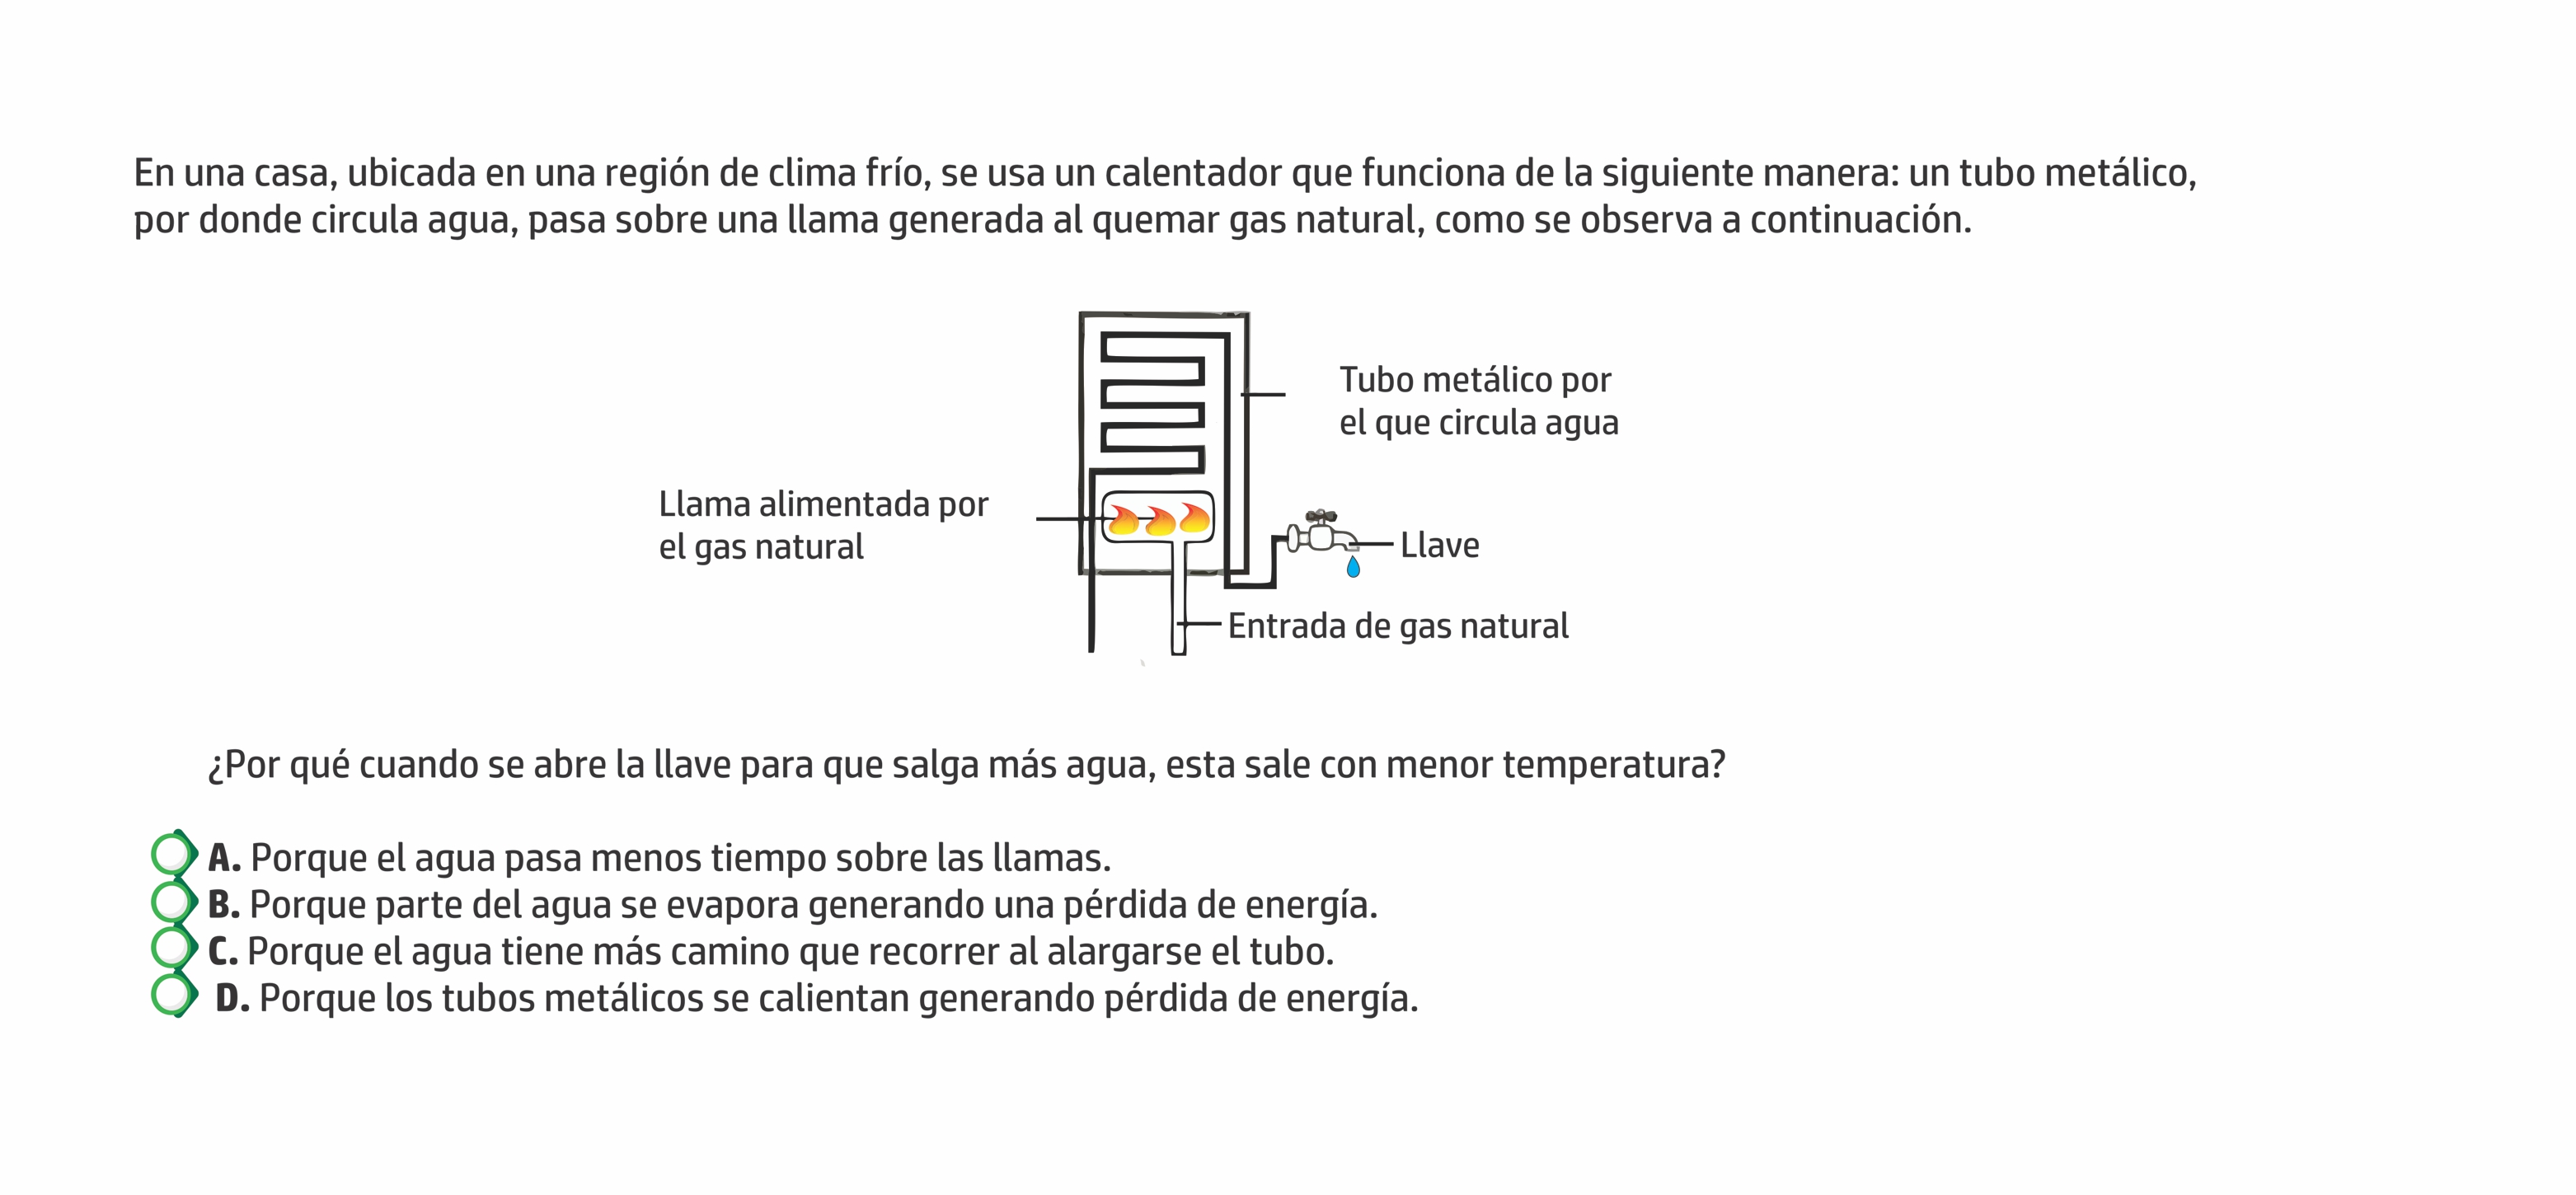 En una casa, ubicada en una región de clima frío, se usa un calentador que funciona de la siguiente manera: un tubo metálico,
por donde circula agua, pasa sobre una llama generada al quemar gas natural, como se observa a continuación.
Tubo metálico por
el que circula agua
Llama alimentada por
el gas natural
Llave
Entrada de gas natural
¿Por qué cuando se abre la llave para que salga más agua, esta sale con menor temperatura?
A. Porque el agua pasa menos tiempo sobre las llamas.
B. Porque parte del agua se evapora generando una pérdida de energía.
C. Porque el agua tiene más camino que recorrer al alargarse el tubo.
D. Porque los tubos metálicos se calientan generando pérdida de energía.